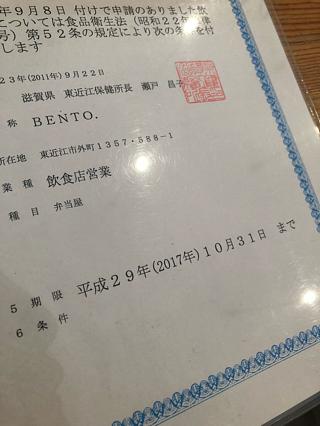 年９月８日 付けで申請のありました飲
については食品衛生法（昭和２２年
号）第５２条の規定により次の条件を付
します
２３年(2011年)９月２２日
滋賀県 東近江保健所長 瀬戸 昌子
称 BENTO.
所在地 東近江市外町１３５７・５８８－１
業種 飲食店営業
種目 弁当屋
５ 期限 平成２９年(2017年)１０月３１日 まで
６ 条件